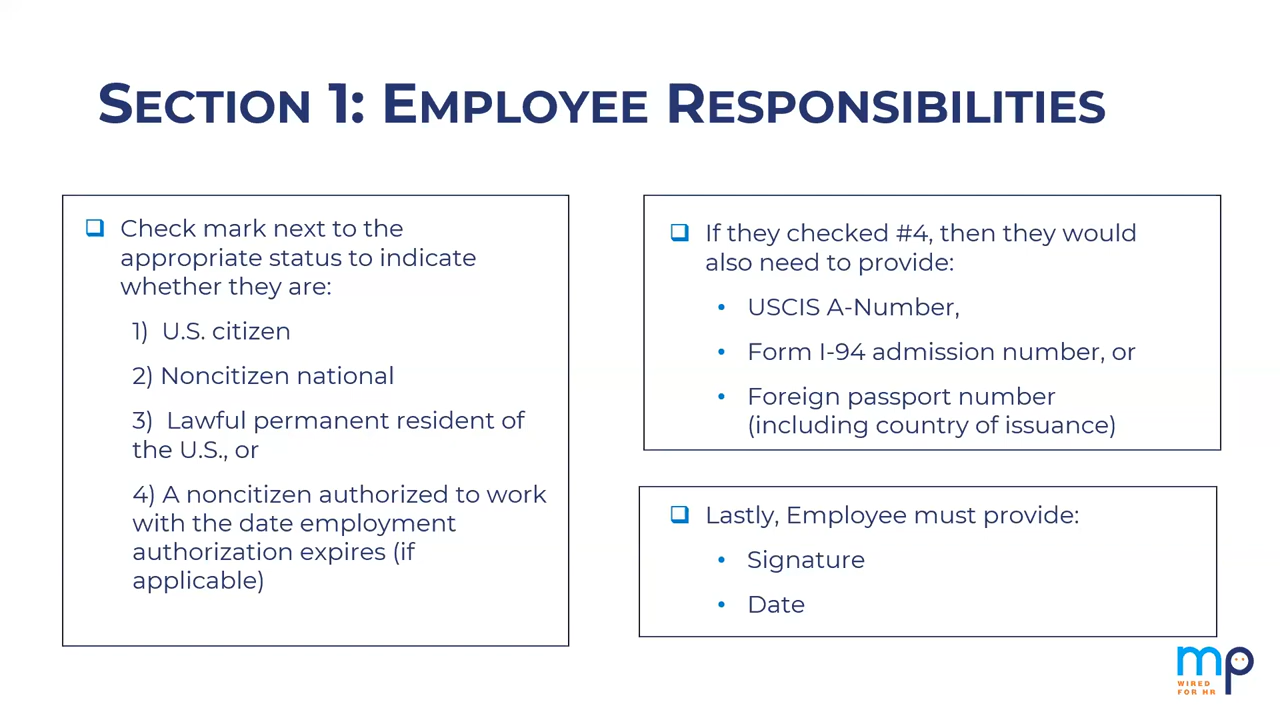 SECTION 1: EMPLOYEE RESPONSIBILITIES
Check mark next to the
appropriate status to indicate
whether they are:
1) U.S. citizen
2) Noncitizen national
3) Lawful permanent resident of
the U.S., or
4) A noncitizen authorized to work
with the date employment
authorization expires (if
applicable)
If they checked #4, then they would
also need to provide:
• USCIS A-Number,
• Form I-94 admission number, or
• Foreign passport number
(including country of issuance)
Lastly, Employee must provide:
• Signature
• Date
mp
WIRED
FOR HR